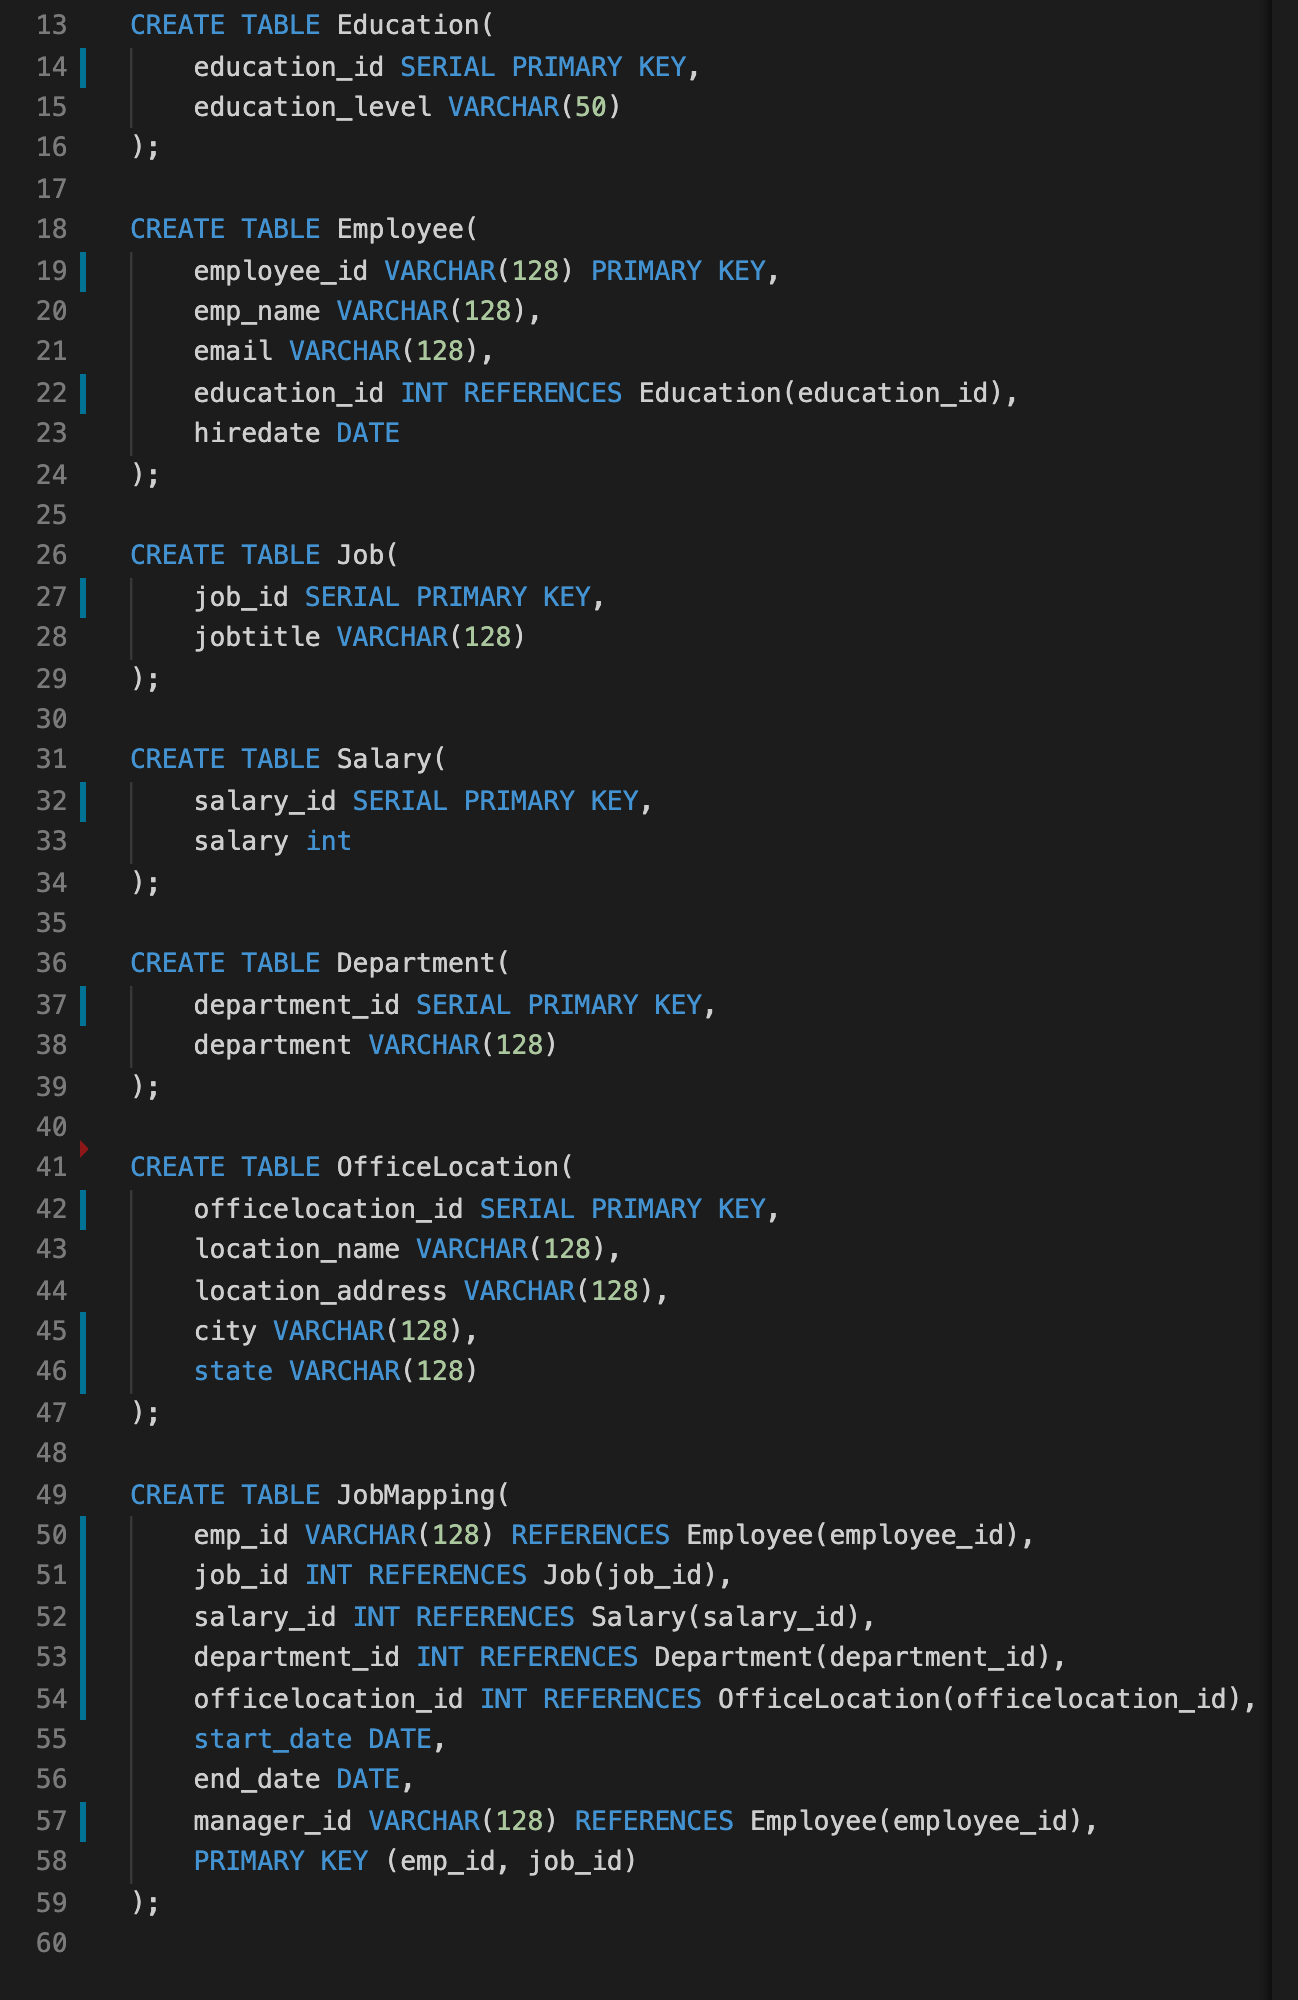 13 CREATE TABLE Education(
14 education_id SERIAL PRIMARY KEY,
15 education_level VARCHAR(50)
16 );
17
18 CREATE TABLE Employee(
19 employee_id VARCHAR(128) PRIMARY KEY,
20 emp_name VARCHAR(128),
21 email VARCHAR(128),
22 education_id INT REFERENCES Education(education_id),
23 hiredate DATE
24 );
25
26 CREATE TABLE Job(
27 job_id SERIAL PRIMARY KEY,
28 jobtitle VARCHAR(128)
29 );
30
31 CREATE TABLE Salary(
32 salary_id SERIAL PRIMARY KEY,
33 salary int
34 );
35
36 CREATE TABLE Department(
37 department_id SERIAL PRIMARY KEY,
38 department VARCHAR(128)
39 );
40
41 CREATE TABLE OfficeLocation(
42 officelocation_id SERIAL PRIMARY KEY,
43 location_name VARCHAR(128),
44 location_address VARCHAR(128),
45 city VARCHAR(128),
46 state VARCHAR(128)
47 );
48
49 CREATE TABLE JobMapping(
50 emp_id VARCHAR(128) REFERENCES Employee(employee_id),
51 job_id INT REFERENCES Job(job_id),
52 salary_id INT REFERENCES Salary(salary_id),
53 department_id INT REFERENCES Department(department_id),
54 officelocation_id INT REFERENCES OfficeLocation(officelocation_id),
55 start_date DATE,
56 end_date DATE,
57 manager_id VARCHAR(128) REFERENCES Employee(employee_id),
58 PRIMARY KEY (emp_id, job_id)
59 );
60